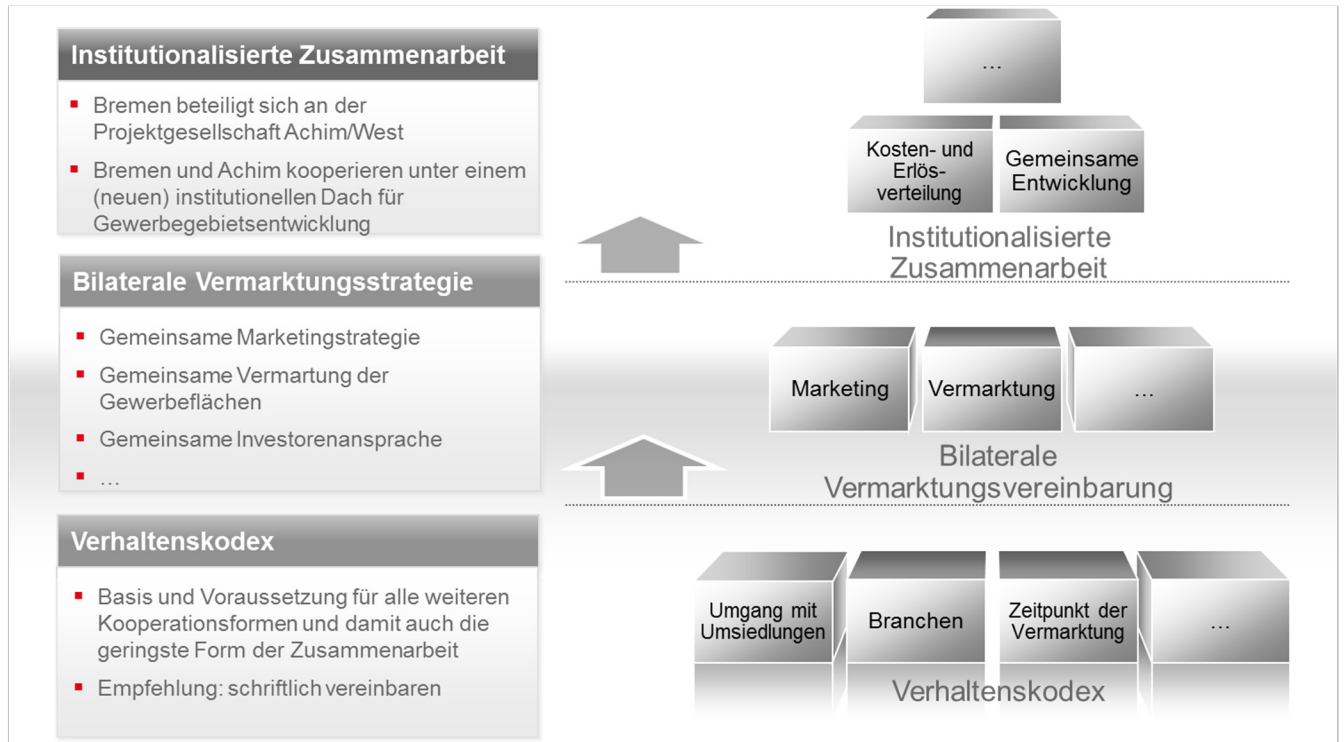 Institutionalisierte Zusammenarbeit
▪ Bremen beteiligt sich an der
Projektgesellschaft Achim/West
▪ Bremen und Achim kooperieren unter einem
(neuen) institutionellen Dach für
Gewerbegebietsentwicklung
Bilaterale Vermarktungsstrategie
▪ Gemeinsame Marketingstrategie
▪ Gemeinsame Vermartung der
Gewerbeflächen
▪ Gemeinsame Investorenansprache
▪ …
Verhaltenskodex
▪ Basis und Voraussetzung für alle weiteren
Kooperationsformen und damit auch die
geringste Form der Zusammenarbeit
▪ Empfehlung: schriftlich vereinbaren
…
Kosten- und
Erlös-
verteilung
Gemeinsame
Entwicklung
Institutionalisierte
Zusammenarbeit
Marketing
Vermarktung
…
Bilaterale
Vermarktungsvereinbarung
Umgang mit
Umsiedlungen
Branchen
Zeitpunkt der
Vermarktung
…
Verhaltenskodex